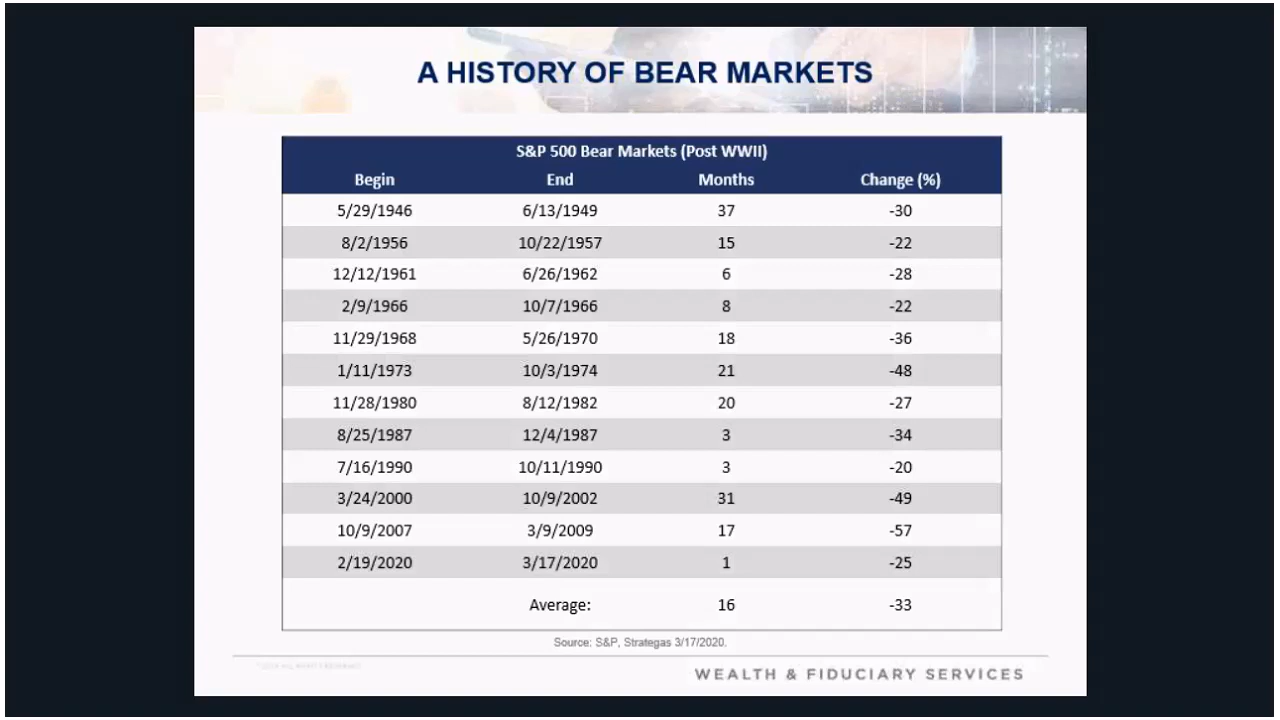 A HISTORY OF BEAR MARKETS
S&P 500 Bear Markets (Post WWII)
Begin End Months Change (%)
5/29/1946 6/13/1949 37 -30
8/2/1956 10/22/1957 15 -22
12/12/1961 6/26/1962 6 -28
2/9/1966 10/7/1966 8 -22
11/29/1968 5/26/1970 18 -36
1/11/1973 10/3/1974 21 -48
11/28/1980 8/12/1982 20 -27
8/25/1987 12/4/1987 3 -34
7/16/1990 10/11/1990 3 -20
3/24/2000 10/9/2002 31 -49
10/9/2007 3/9/2009 17 -57
2/19/2020 3/17/2020 1 -25
Average: 16 -33
Source: S&P, Strategas 3/17/2020.
ALL RIGHTS RESERVED
WEALTH & FIDUCIARY SERVICES